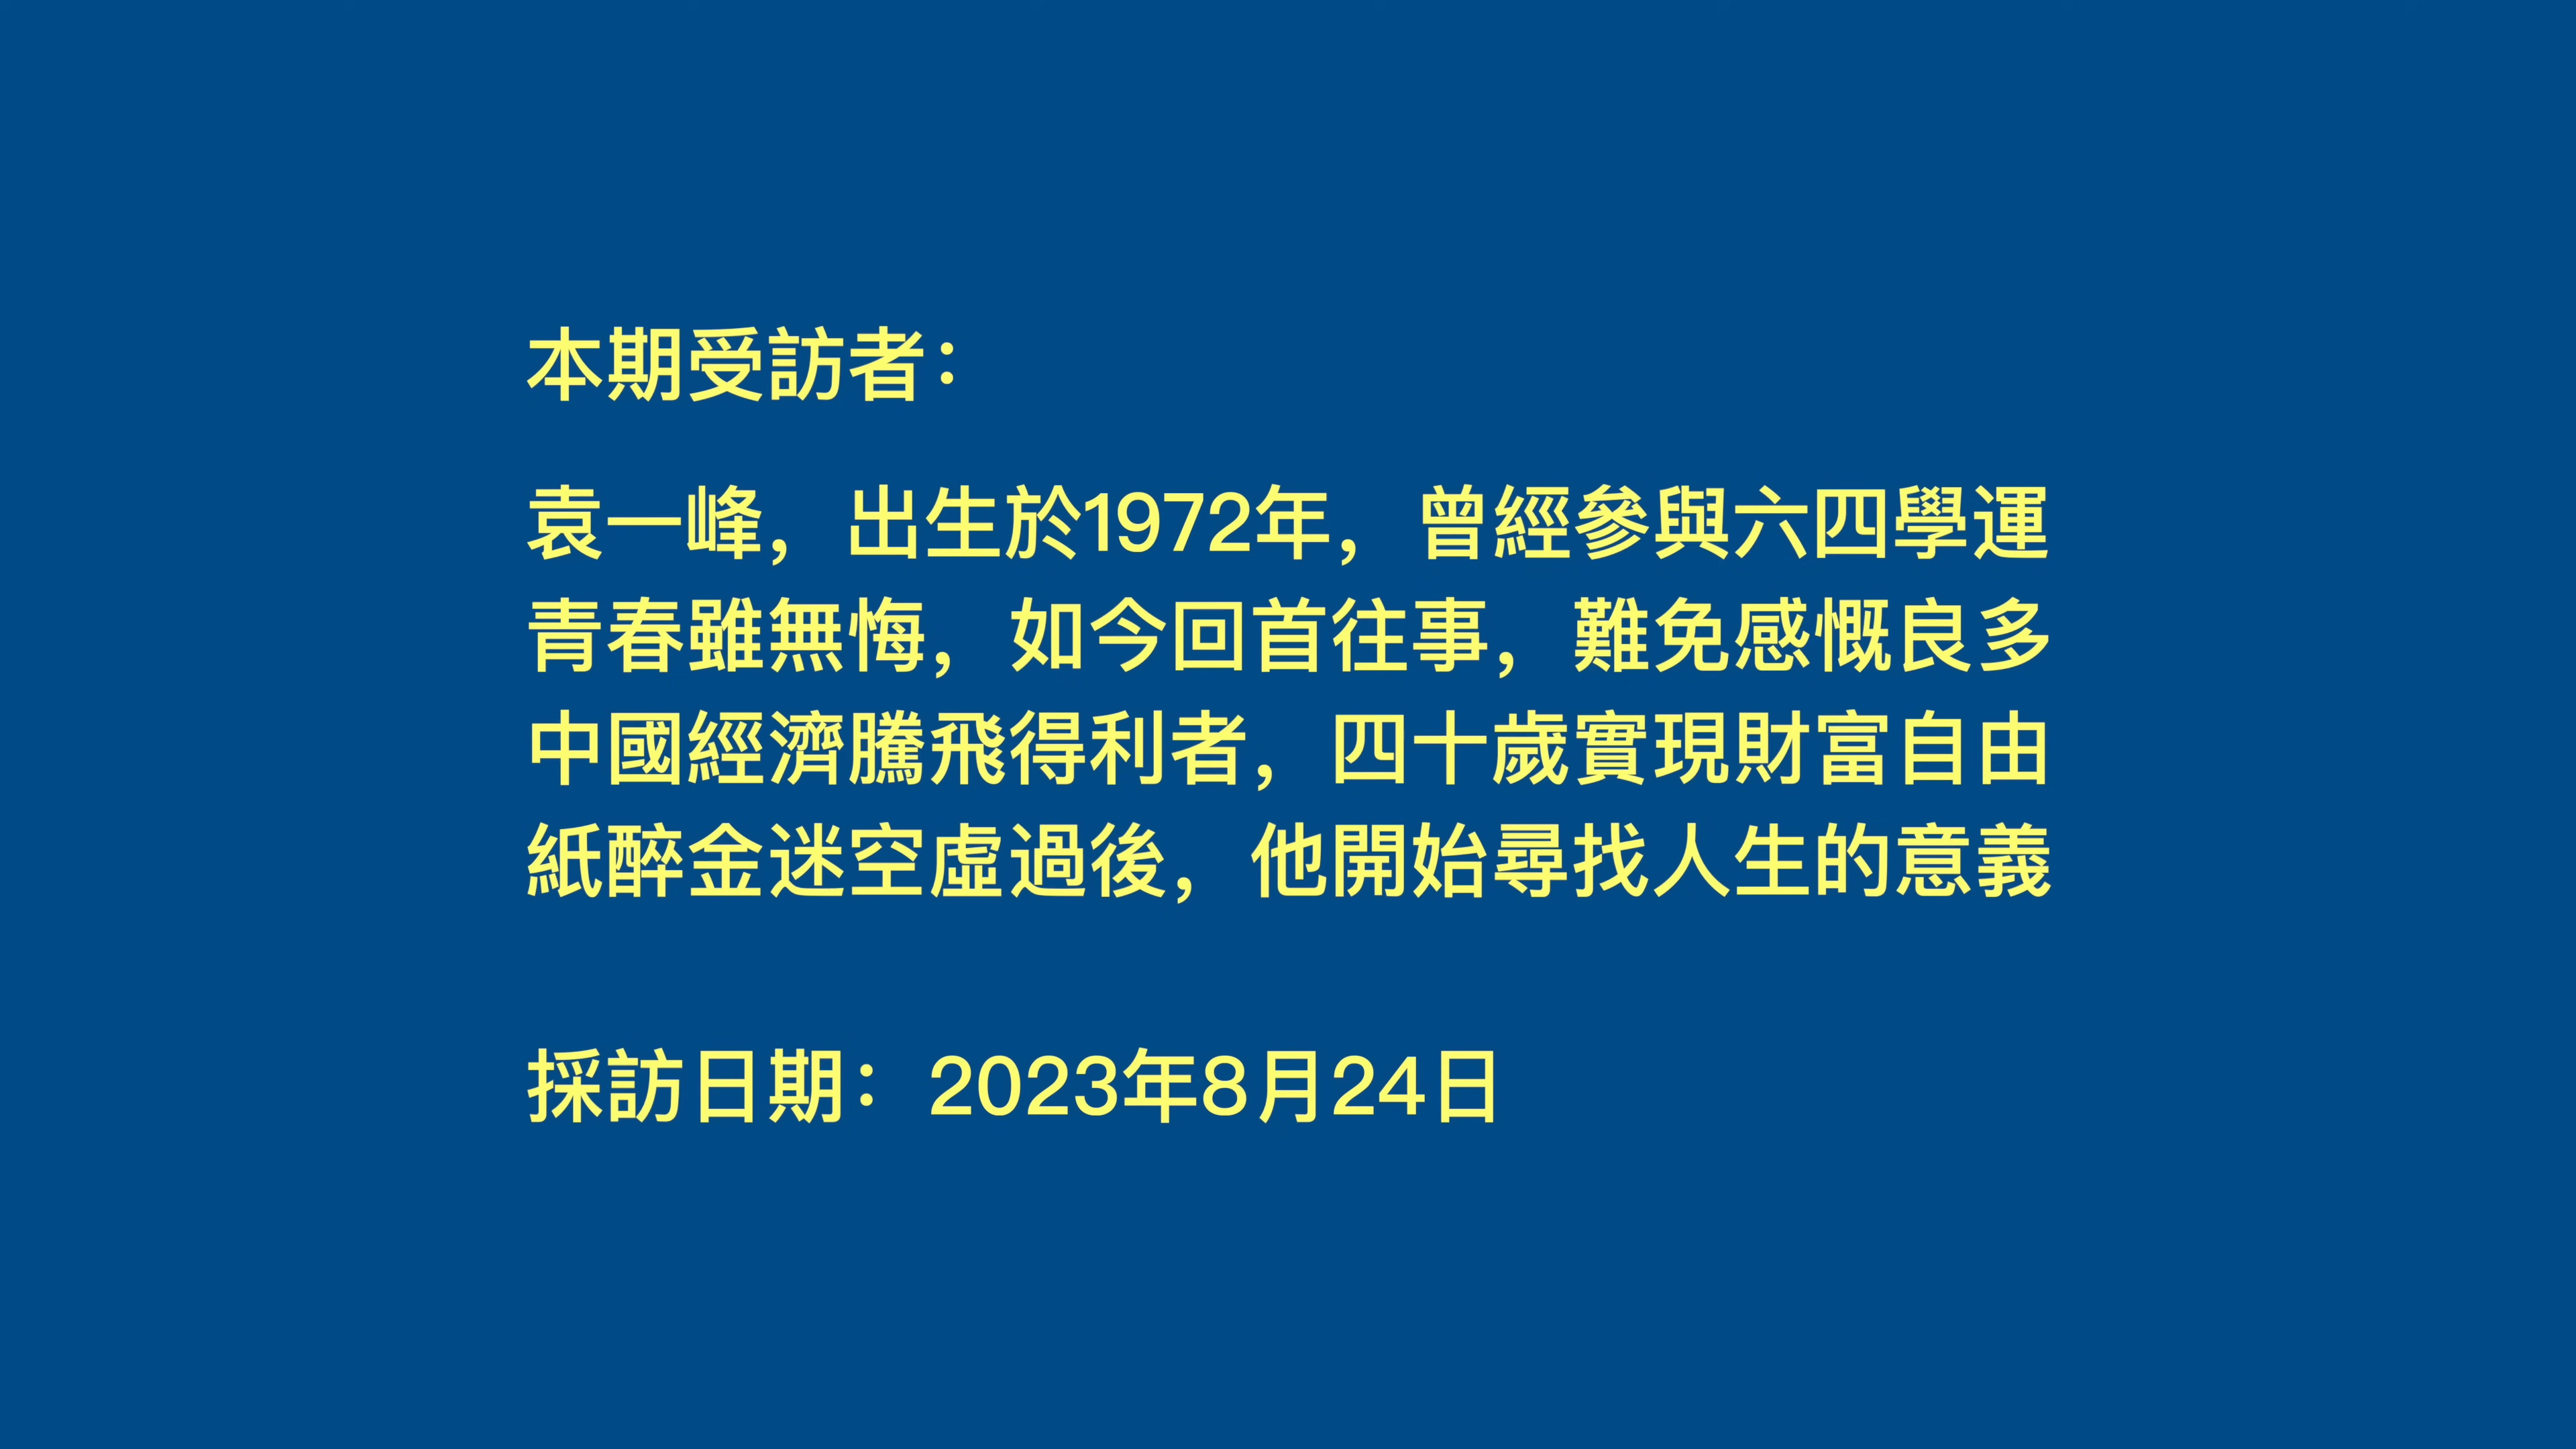 本期受訪者：
袁一峰，出生於1972年，曾經參與六四學運
青春雖無悔，如今回首往事，難免感慨良多
中國經濟騰飛得利者，四十歲實現財富自由
紙醉金迷空虛過後，他開始尋找人生的意義
採訪日期：2023年8月24日